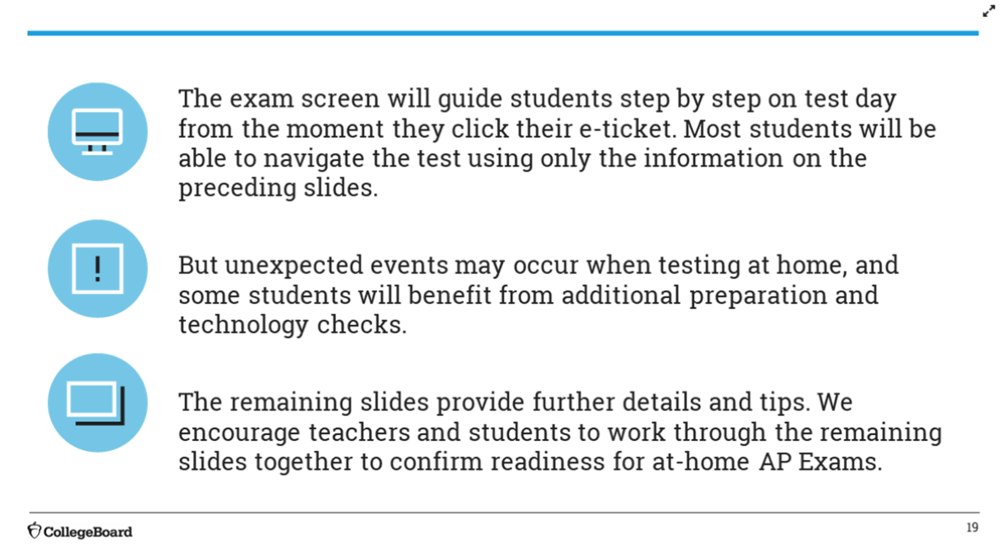 The exam screen will guide students step by step on test day
from the moment they click their e-ticket. Most students will be
able to navigate the test using only the information on the
preceding slides.
!
But unexpected events may occur when testing at home, and
some students will benefit from additional preparation and
technology checks.
The remaining slides provide further details and tips. We
encourage teachers and students to work through the remaining
slides together to confirm readiness for at-home AP Exams.
CollegeBoard
19